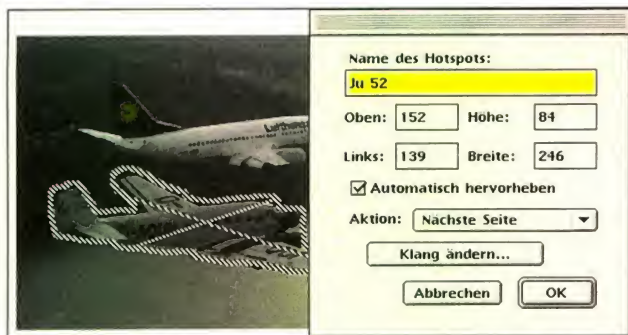 Lufthansa
Name des Hotspots:
Ju 52
Oben: 152 Höhe: 84
Links: 139 Breite: 246
Automatisch hervorheben
Aktion: Nächste Seite
Klang ändern...
Abbrechen OK